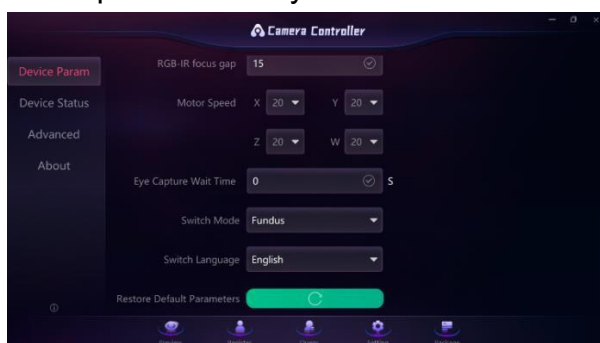 Camera Controller
Device Param
Device Status
Advanced
About
RGB-IR focus gap 15
Motor Speed X 20 Y 20
Z 20 W 20
Eye Capture Wait Time 0 S
Switch Mode Fundus
Switch Language English
Restore Default Parameters